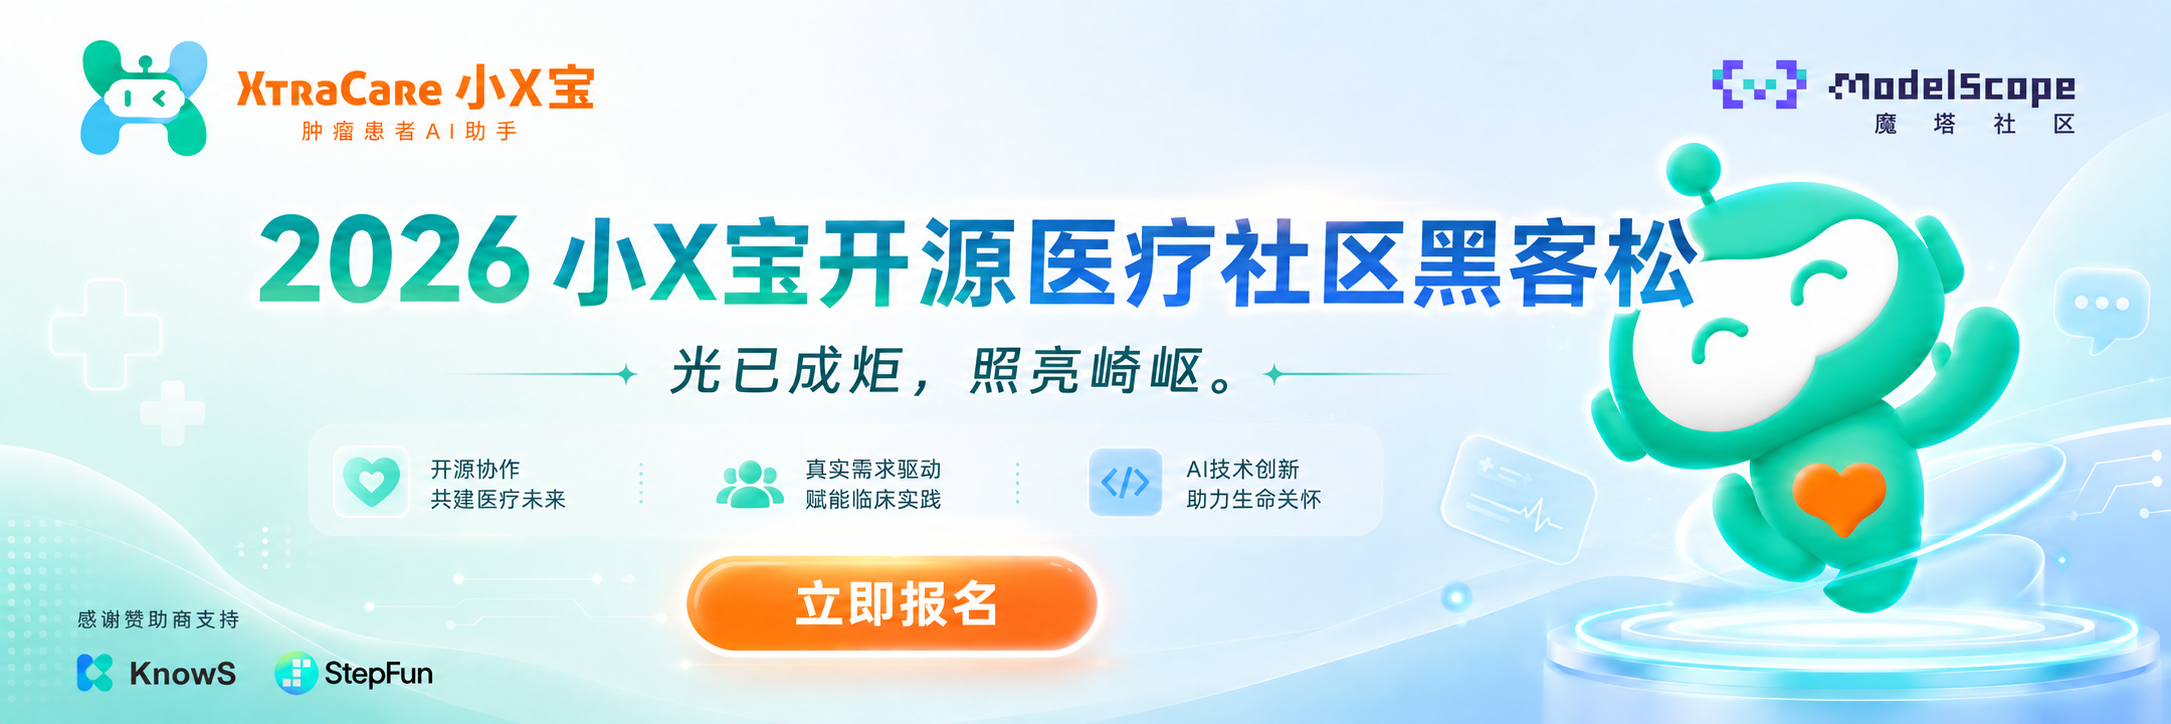 XTRaCaRe 小X宝
肿瘤患者AI助手
ModelScope
魔塔社区
2026 小X宝开源医疗社区黑客松
光已成炬，照亮崎岖。
开源协作
共建医疗未来
真实需求驱动
赋能临床实践
</>
AI技术创新
助力生命关怀
立即报名
感谢赞助商支持
KnowS
StepFun